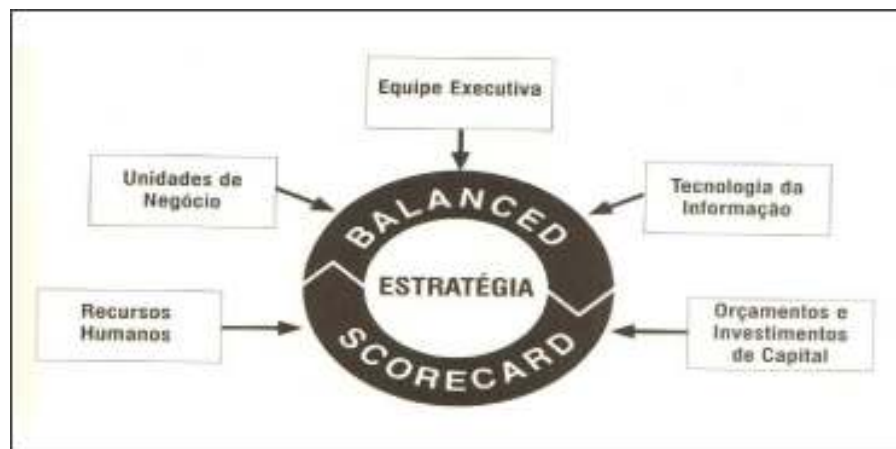 Equipe Executiva
Unidades de
Negócio
Tecnologia da
Informação
BALANCED
ESTRATÉGIA
SCORECARD
Recursos
Humanos
Orçamentos e
Investimentos
de Capital